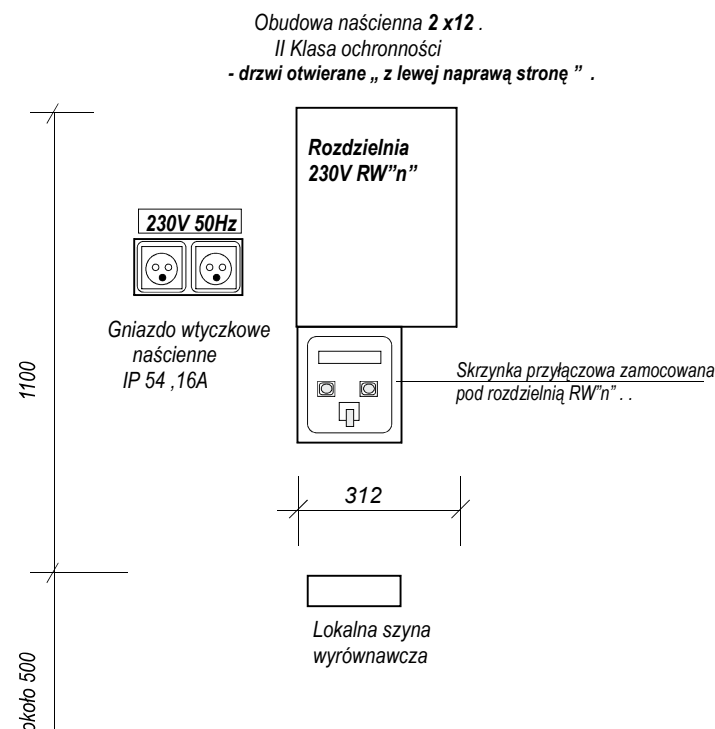 Obudowa naścienna 2 x12 .
II Klasa ochronności
- drzwi otwierane „ z lewej naprawą stronę ” .
Rozdzielnia
230V RW”n”
230V 50Hz
Gniazdo wtyczkowe
naścienne
IP 54 ,16A
Skrzynka przyłączowa zamocowana
pod rozdzielnią RW”n” . .
1100
312
Lokalna szyna
wyrównawcza
około 500